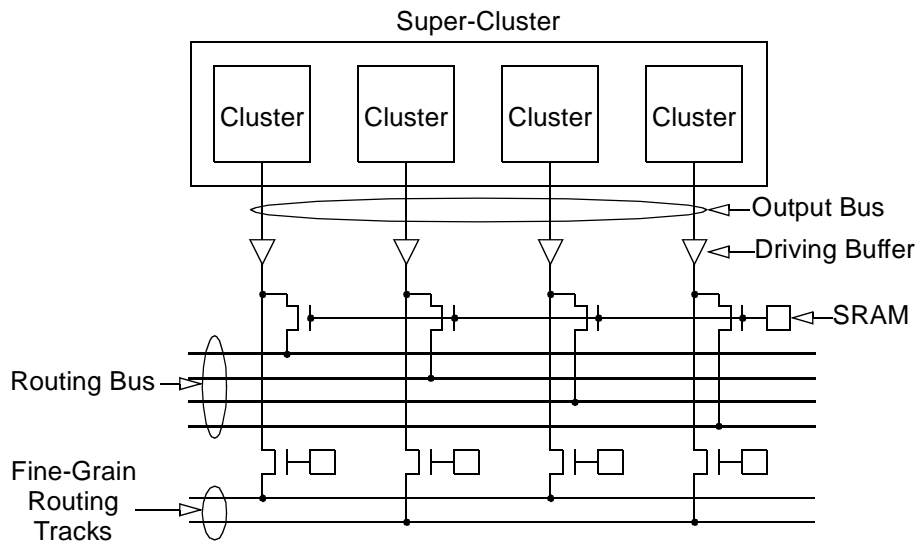 Super-Cluster
Cluster
Cluster
Cluster
Cluster
Output Bus
Driving Buffer
SRAM
Routing Bus
Fine-Grain
Routing
Tracks